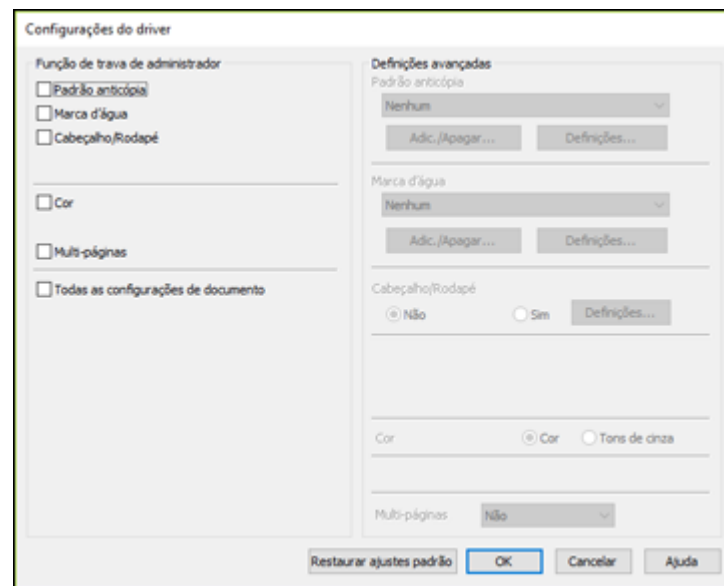 Configurações do driver
Função de trava de administrador
Padrão anticópia
Marca d'água
Cabeçalho/Rodapé
Cor
Multi-páginas
Todas as configurações de documento
Definições avançadas
Padrão anticópia
Nenhum
Adic./Apagar... Definições...
Marca d'água
Nenhum
Adic./Apagar... Definições...
Cabeçalho/Rodapé
Não Sim Definições...
Cor Cor Tons de cinza
Multi-páginas Não
Restaurar ajustes padrão OK Cancelar Ajuda